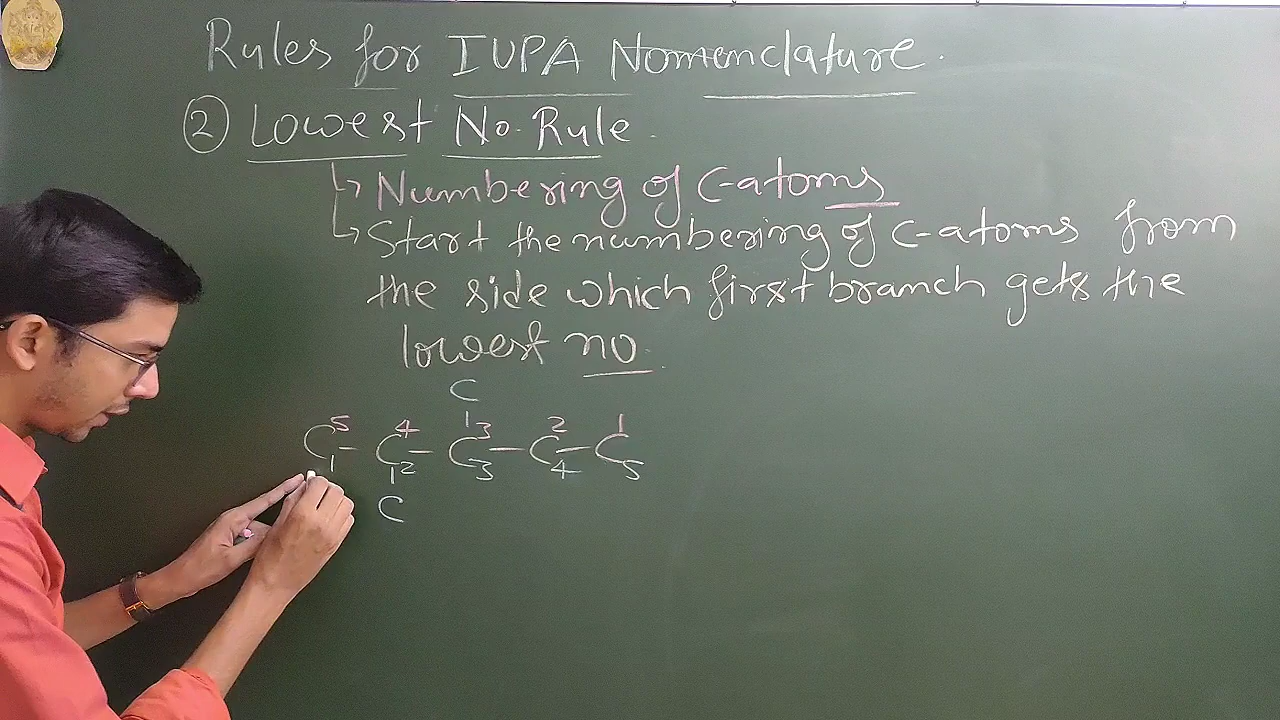 Rules for IUPA Nomenclature.
② Lowest No. Rule.
↳ Numbering of C-atoms
↳ Start the numbering of C-atoms from
the side which first branch gets the
lowest no.
C
5 4 3 2 1
C - C - C - C - C
1 2 3 4 5
C